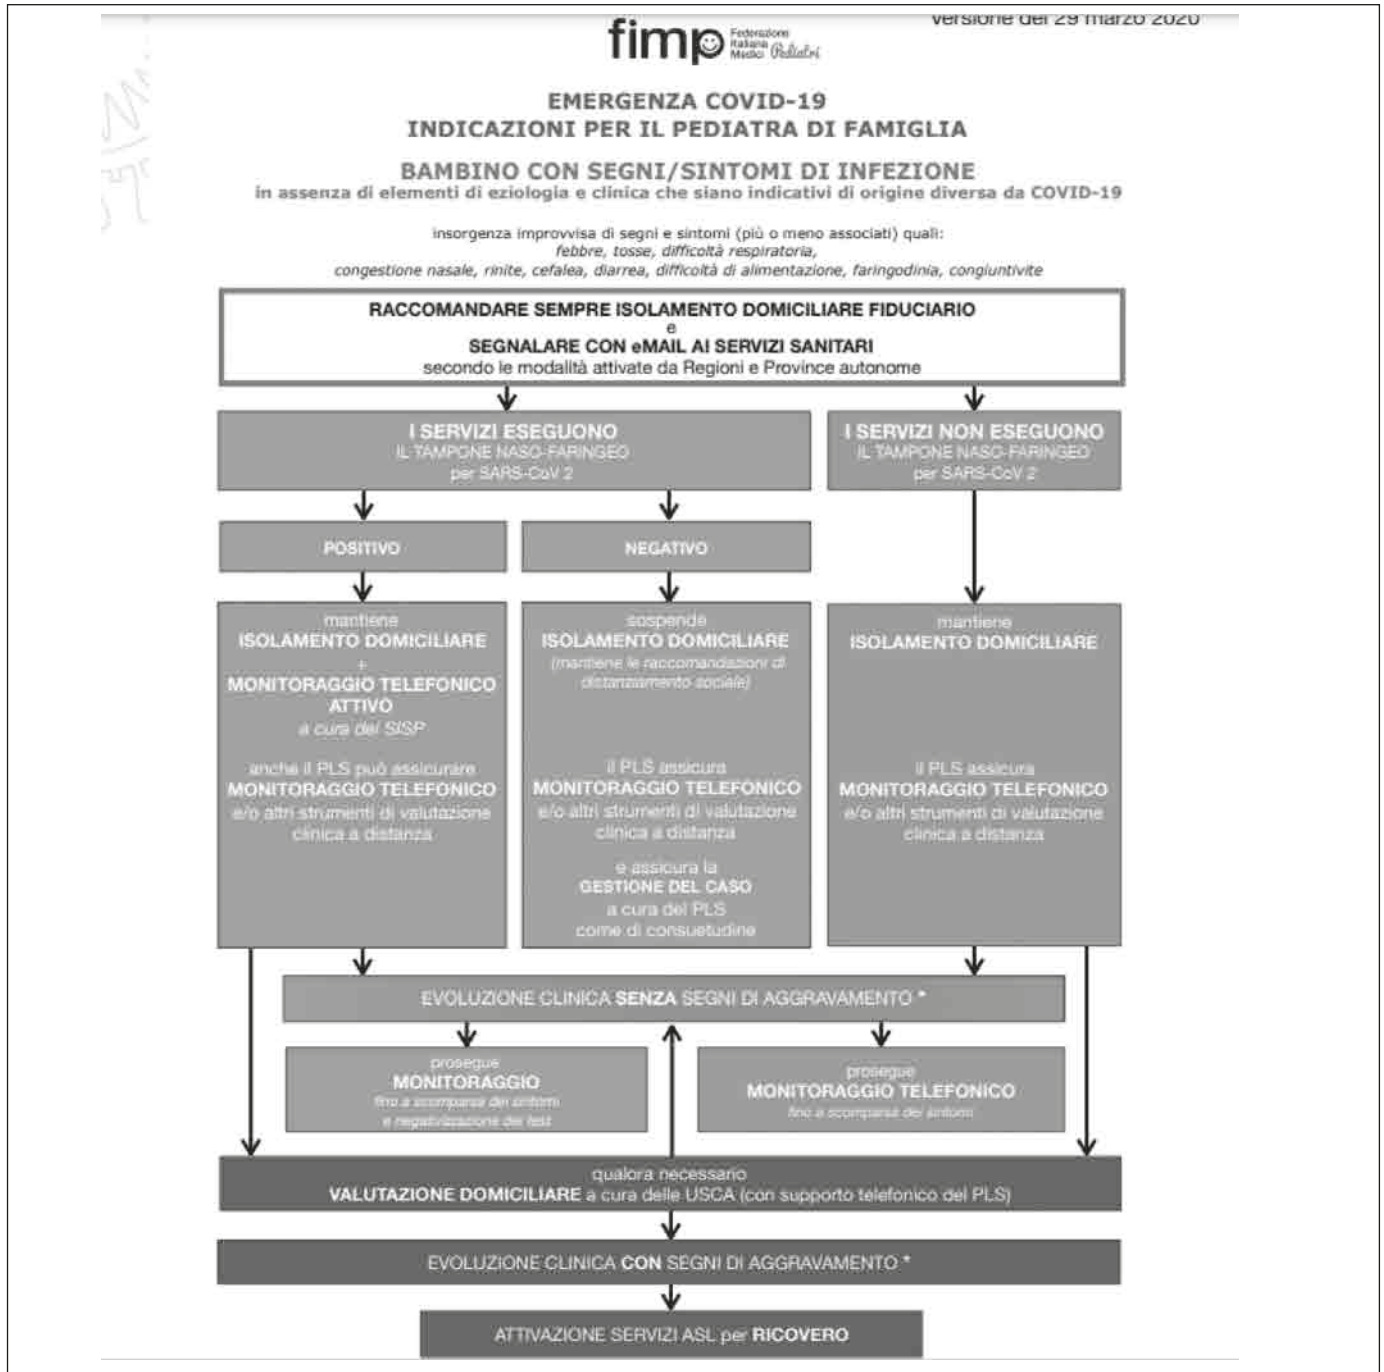 versione del 29 marzo 2020
fimp Federazione
Italiana
Medici Pediatri
EMERGENZA COVID-19
INDICAZIONI PER IL PEDIATRA DI FAMIGLIA
BAMBINO CON SEGNI/SINTOMI DI INFEZIONE
in assenza di elementi di eziologia e clinica che siano indicativi di origine diversa da COVID-19
insorgenza improvvisa di segni e sintomi (più o meno associati) quali:
febbre, tosse, difficoltà respiratoria,
congestione nasale, rinite, cefalea, diarrea, difficoltà di alimentazione, faringodinia, congiuntivite
RACCOMANDARE SEMPRE ISOLAMENTO DOMICILIARE FIDUCIARIO
e
SEGNALARE CON eMAIL AI SERVIZI SANITARI
secondo le modalità attivate da Regioni e Province autonome
I SERVIZI ESEGUONO
IL TAMPONE NASO-FARINGEO
per SARS-CoV 2
I SERVIZI NON ESEGUONO
IL TAMPONE NASO-FARINGEO
per SARS-CoV 2
POSITIVO
NEGATIVO
mantiene
ISOLAMENTO DOMICILIARE
+
MONITORAGGIO TELEFONICO
ATTIVO
a cura del SISP
anche il PLS può assicurare
MONITORAGGIO TELEFONICO
e/o altri strumenti di valutazione
clinica a distanza
sospende
ISOLAMENTO DOMICILIARE
(mantiene le raccomandazioni di
distanziamento sociale)
il PLS assicura
MONITORAGGIO TELEFONICO
e/o altri strumenti di valutazione
clinica a distanza
e assicura la
GESTIONE DEL CASO
a cura del PLS
come di consuetudine
mantiene
ISOLAMENTO DOMICILIARE
il PLS assicura
MONITORAGGIO TELEFONICO
e/o altri strumenti di valutazione
clinica a distanza
EVOLUZIONE CLINICA SENZA SEGNI DI AGGRAVAMENTO *
prosegue
MONITORAGGIO
fino a scomparsa dei sintomi
e negativizzazione dei test
prosegue
MONITORAGGIO TELEFONICO
fino a scomparsa dei sintomi
qualora necessario
VALUTAZIONE DOMICILIARE a cura delle USCA (con supporto telefonico del PLS)
EVOLUZIONE CLINICA CON SEGNI DI AGGRAVAMENTO *
ATTIVAZIONE SERVIZI ASL per RICOVERO